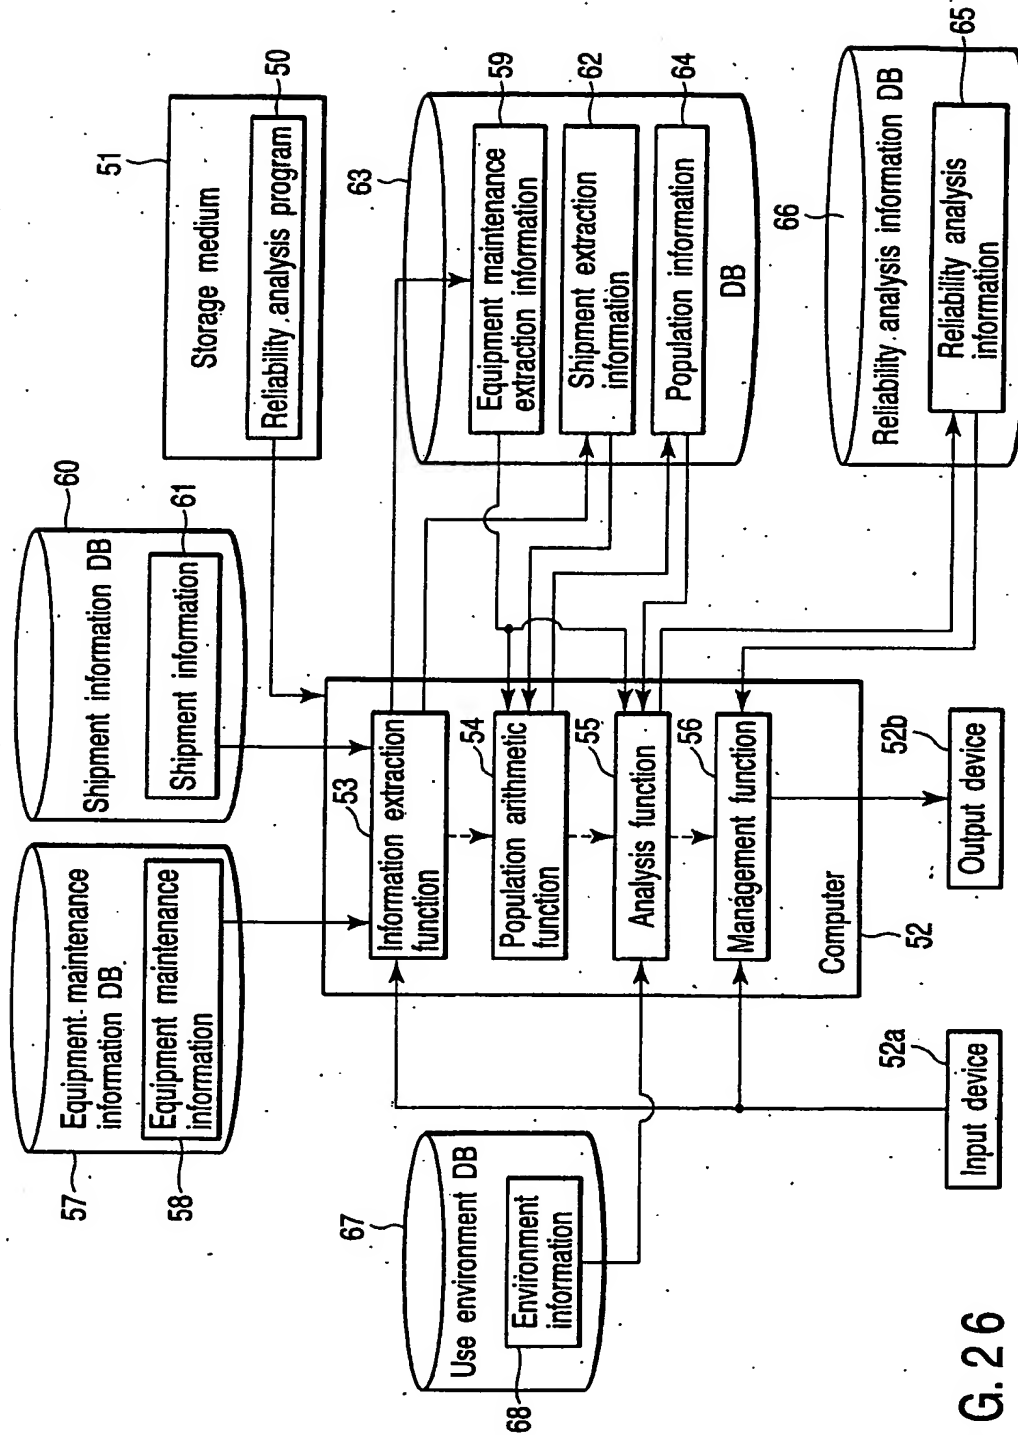 57
Equipment maintenance
information DB
Equipment maintenance
information
58
60
Shipment information DB
61
Shipment information
51
Storage medium
50
Reliability analysis program
67
Use environment DB
Environment
information
68
53
Information extraction
function
54
Population arithmetic
function
55
Analysis function
56
Management function
Computer
52
63
59
Equipment maintenance
extraction information
62
Shipment extraction
information
64
Population information
DB
52a
Input device
52b
Output device
66
Reliability analysis information DB
65
Reliability analysis
information
G. 26